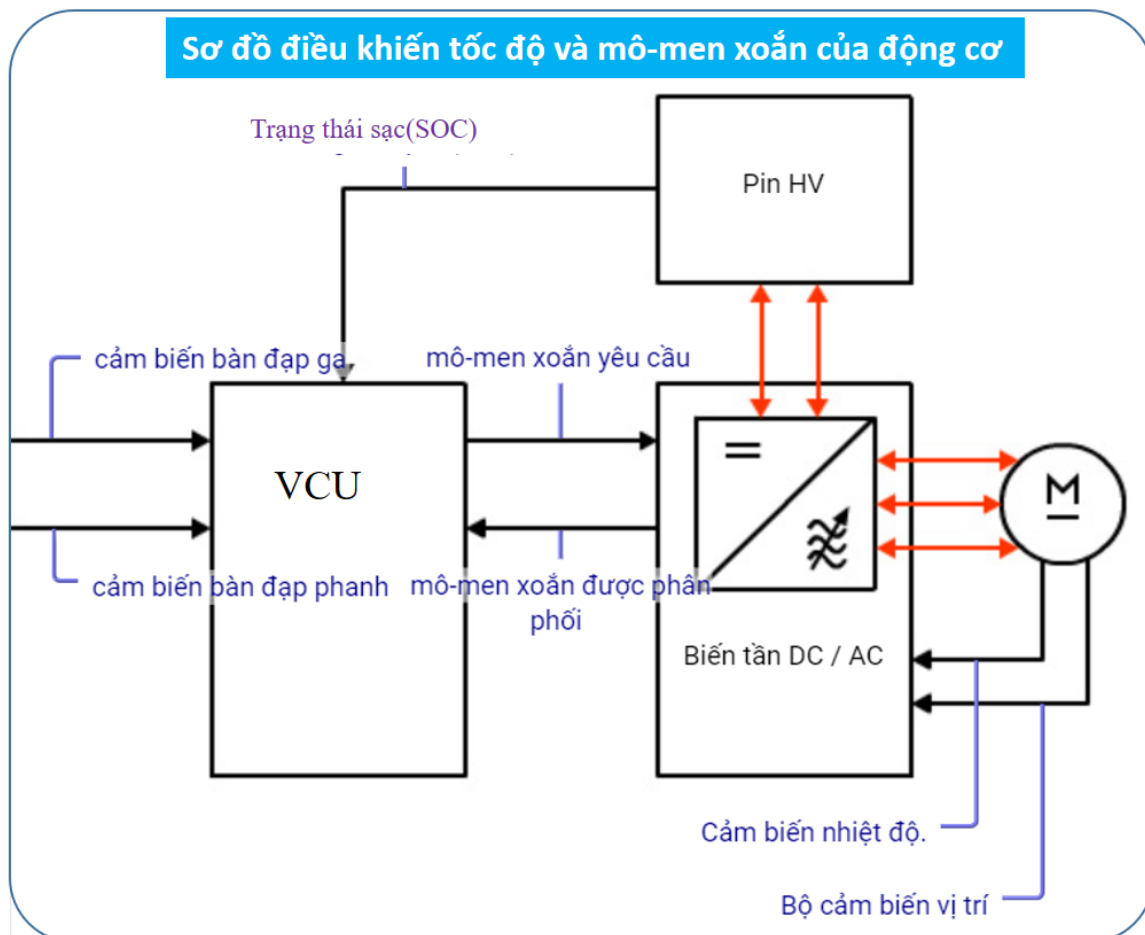 Sơ đồ điều khiến tốc độ và mô-men xoắn của động cơ
Trạng thái sạc(SOC)
Pin HV
cảm biến bàn đạp ga
mô-men xoắn yêu cầu
VCU
M
cảm biến bàn đạp phanh
mô-men xoắn được phân
phối
Biến tần DC / AC
Cảm biến nhiệt độ.
Bộ cảm biến vị trí